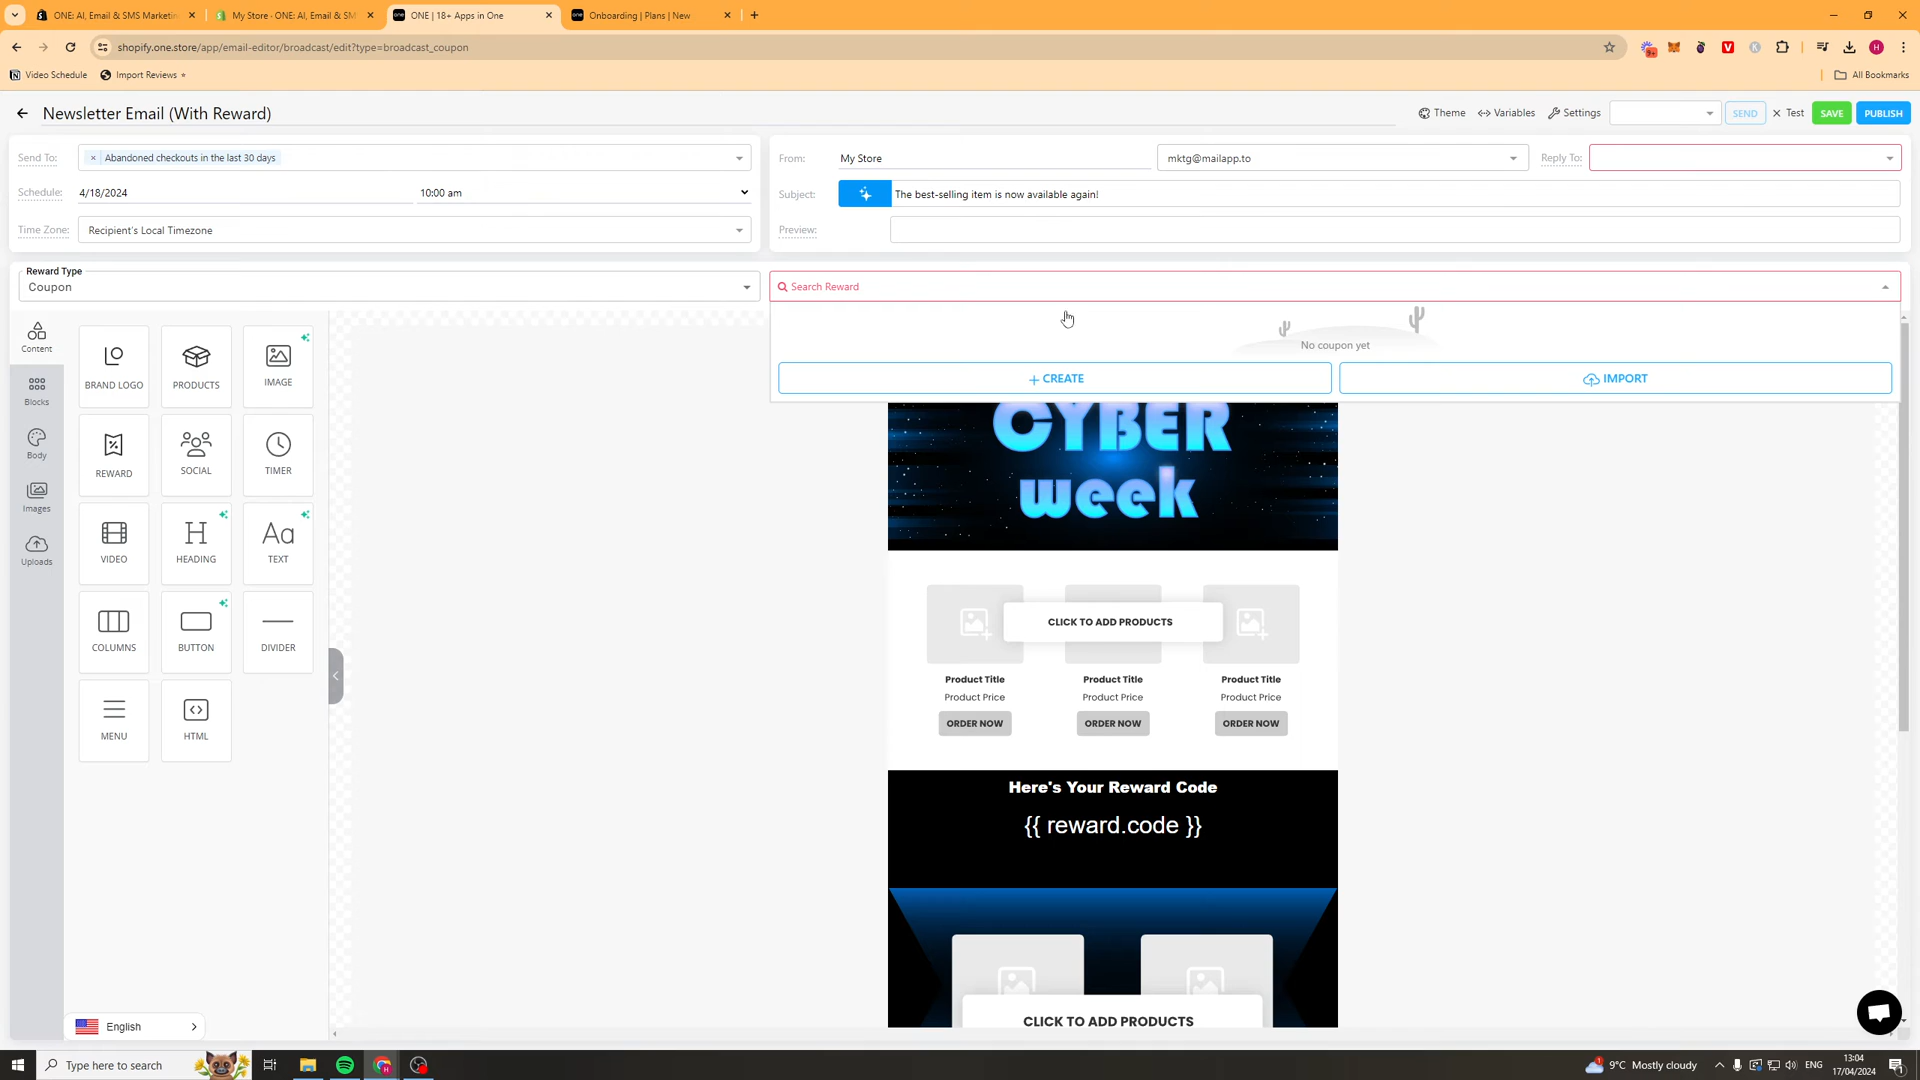 ONE: AI, Email & SMS Marketin
My Store - ONE: AI, Email & SM
ONE | 18+ Apps in One
Onboarding | Plans | New
shopify.one.store/app/email-editor/broadcast/edit?type=broadcast_coupon
9+
H
Video Schedule
Import Reviews
All Bookmarks
Newsletter Email (With Reward)
Theme
Variables
Settings
SEND
Test
SAVE
PUBLISH
Send To:
Abandoned checkouts in the last 30 days
From:
My Store
mktg@mailapp.to
Reply To:
Schedule:
4/18/2024
10:00 am
Subject:
The best-selling item is now available again!
Time Zone:
Recipient's Local Timezone
Preview:
Reward Type
Coupon
Search Reward
No coupon yet
CREATE
IMPORT
Content
Blocks
Body
Images
Uploads
BRAND LOGO
PRODUCTS
IMAGE
REWARD
SOCIAL
TIMER
VIDEO
HEADING
TEXT
COLUMNS
BUTTON
DIVIDER
MENU
HTML
CYBER
week
CLICK TO ADD PRODUCTS
Product Title
Product Title
Product Title
Product Price
Product Price
Product Price
ORDER NOW
ORDER NOW
ORDER NOW
Here's Your Reward Code
{{ reward.code }}
CLICK TO ADD PRODUCTS
English
Type here to search
1
9°C Mostly cloudy
ENG
13:04
17/04/2024